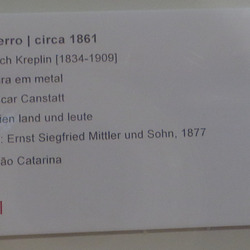 erro | circa 1861
ch Kreplin [1834-1909]
ra em metal
car Canstatt
ien land und leute
: Ernst Siegfried Mittler und Sohn, 1877
ão Catarina